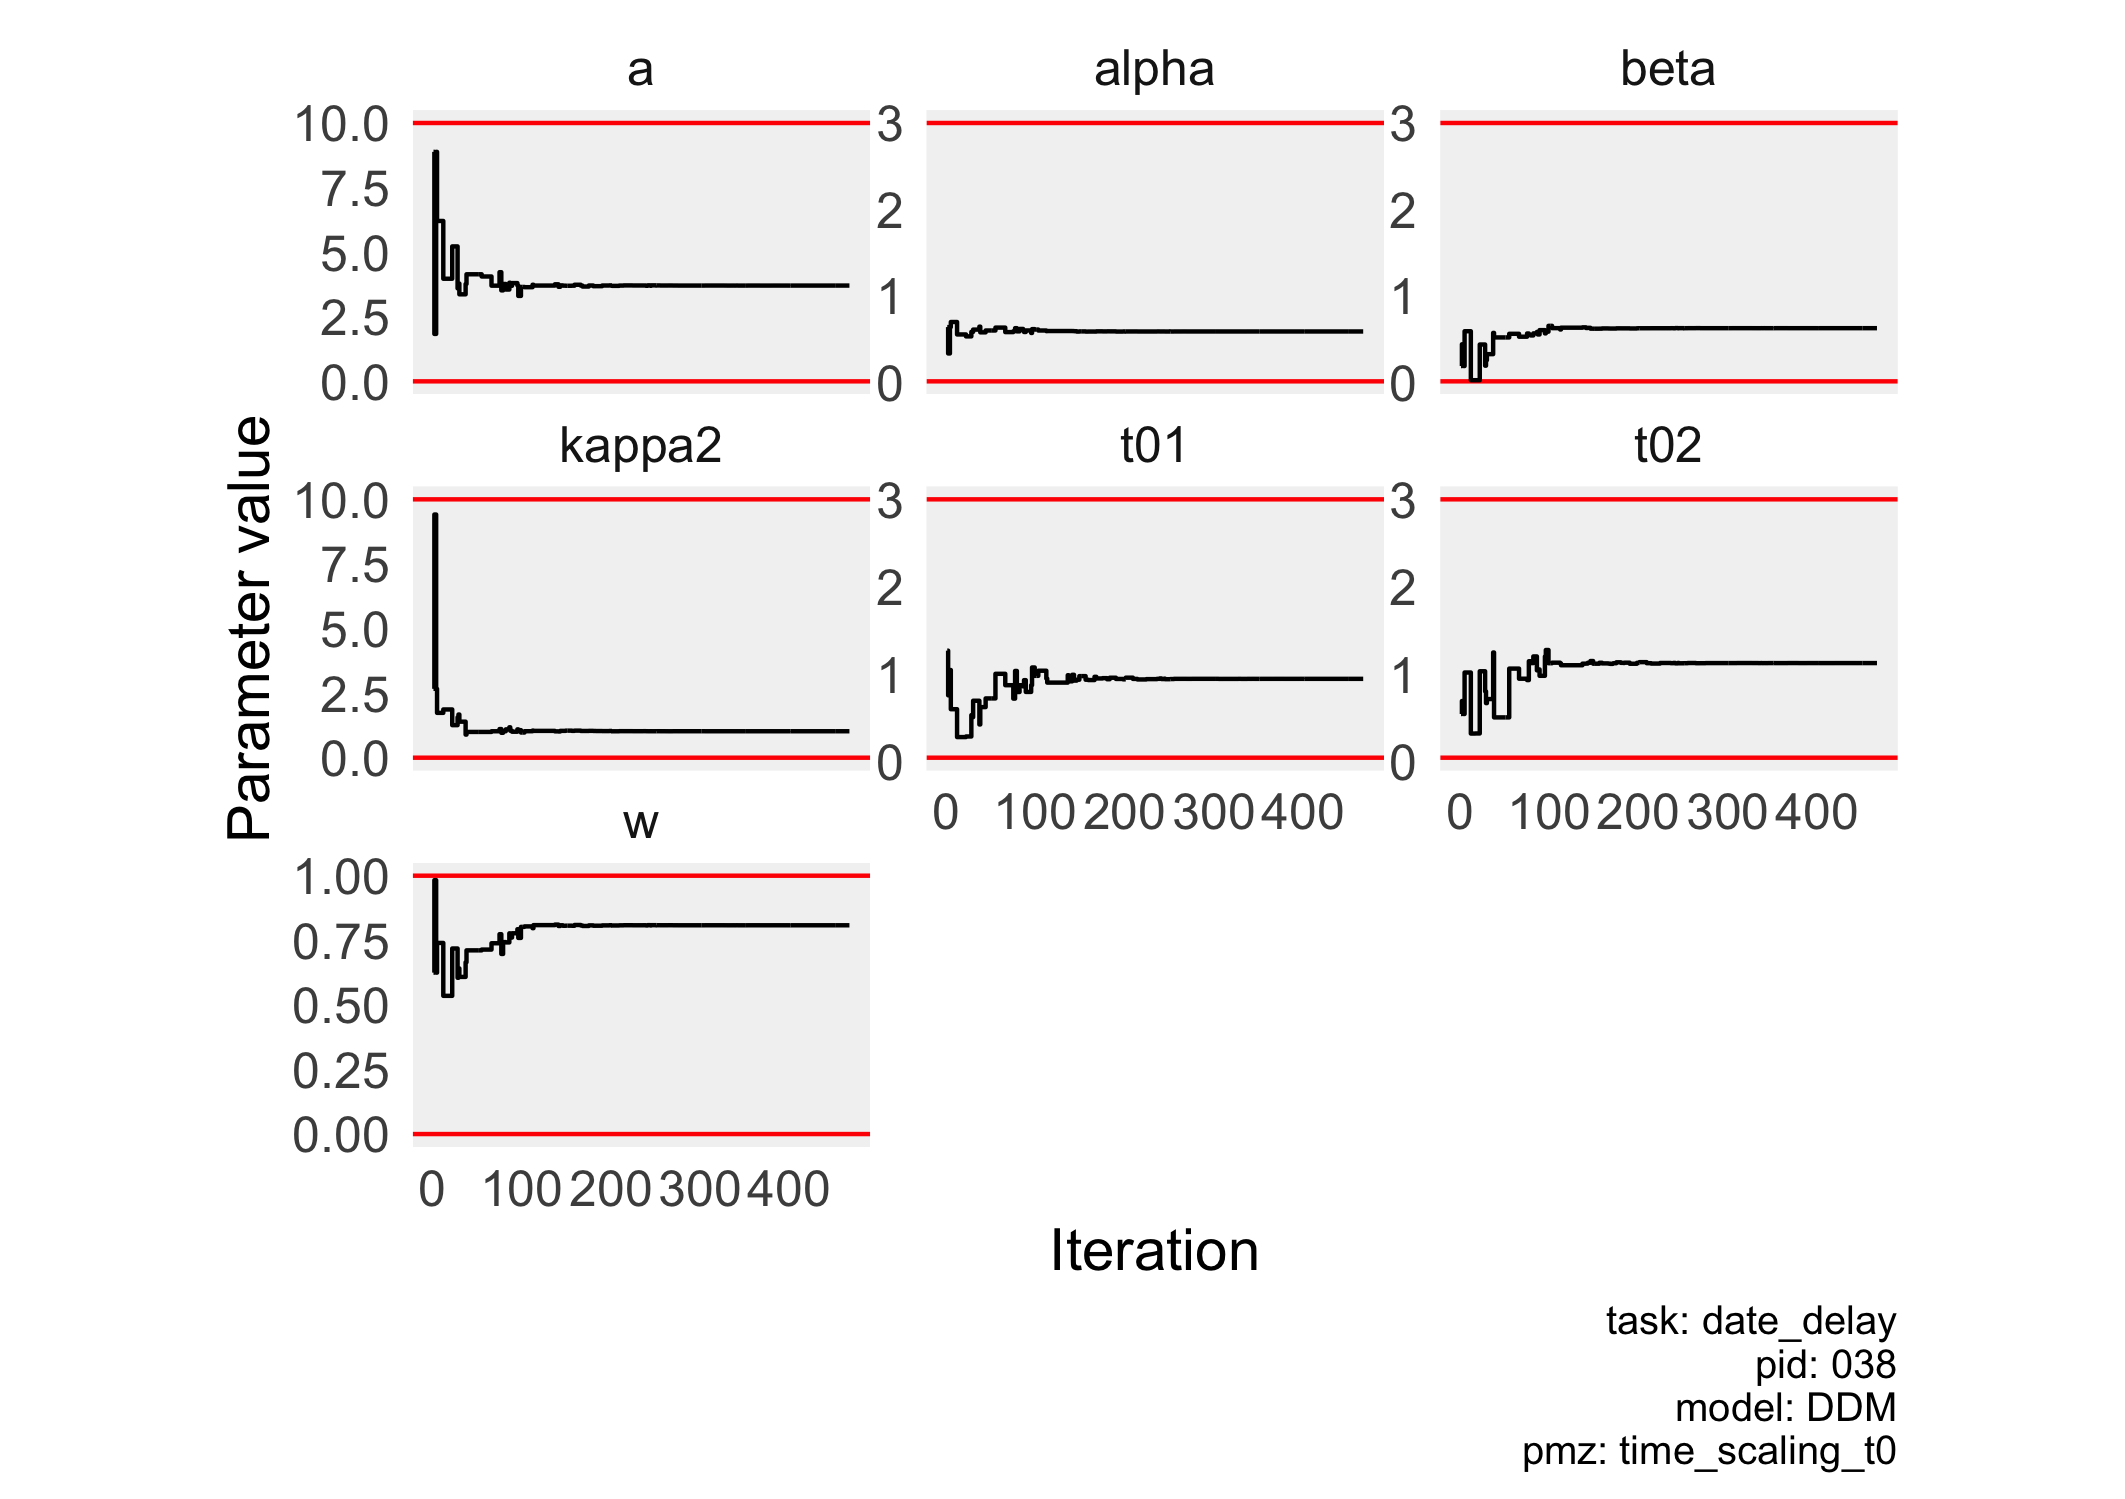 a alpha beta
10.0 3 3
7.5 2 2
5.0 1 1
2.5 0 0
0.0
kappa2 t01 t02
10.0 3 3
7.5 2 2
5.0 1 1
2.5 0 0
0.0
0 100 200 300 400 0 100 200 300 400
w
1.00
0.75
0.50
0.25
0.00
0 100 200 300 400
Parameter value
Iteration
task: date_delay
pid: 038
model: DDM
pmz: time_scaling_t0